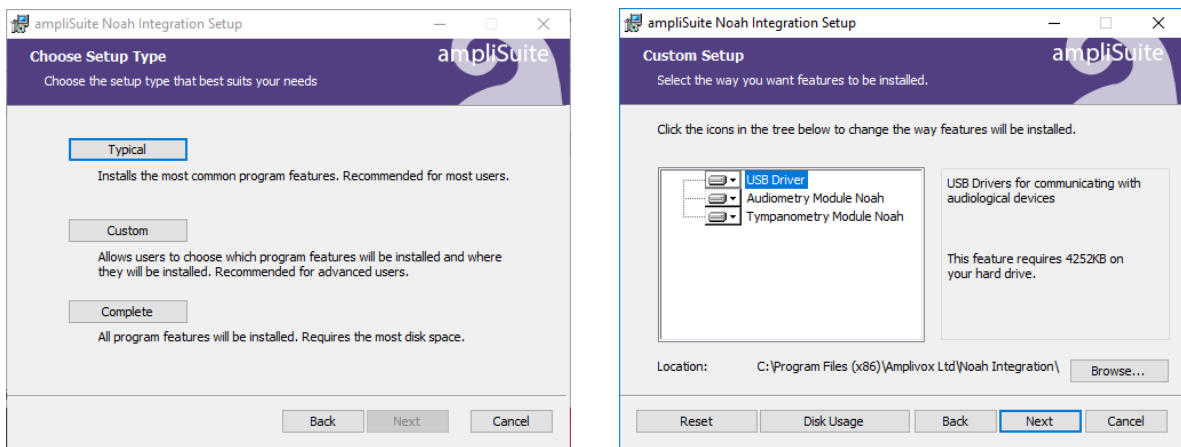 ampliSuite Noah Integration Setup
Choose Setup Type
Choose the setup type that best suits your needs
ampliSuite
Typical
Installs the most common program features. Recommended for most users.
Custom
Allows users to choose which program features will be installed and where
they will be installed. Recommended for advanced users.
Complete
All program features will be installed. Requires the most disk space.
Back
Next
Cancel
ampliSuite Noah Integration Setup
Custom Setup
Select the way you want features to be installed.
ampliSuite
Click the icons in the tree below to change the way features will be installed.
USB Driver
Audiometry Module Noah
Tympanometry Module Noah
USB Drivers for communicating with
audiological devices
This feature requires 4252KB on
your hard drive.
Location: C:\Program Files (x86)\Amplivox Ltd\Noah Integration\
Browse...
Reset
Disk Usage
Back
Next
Cancel